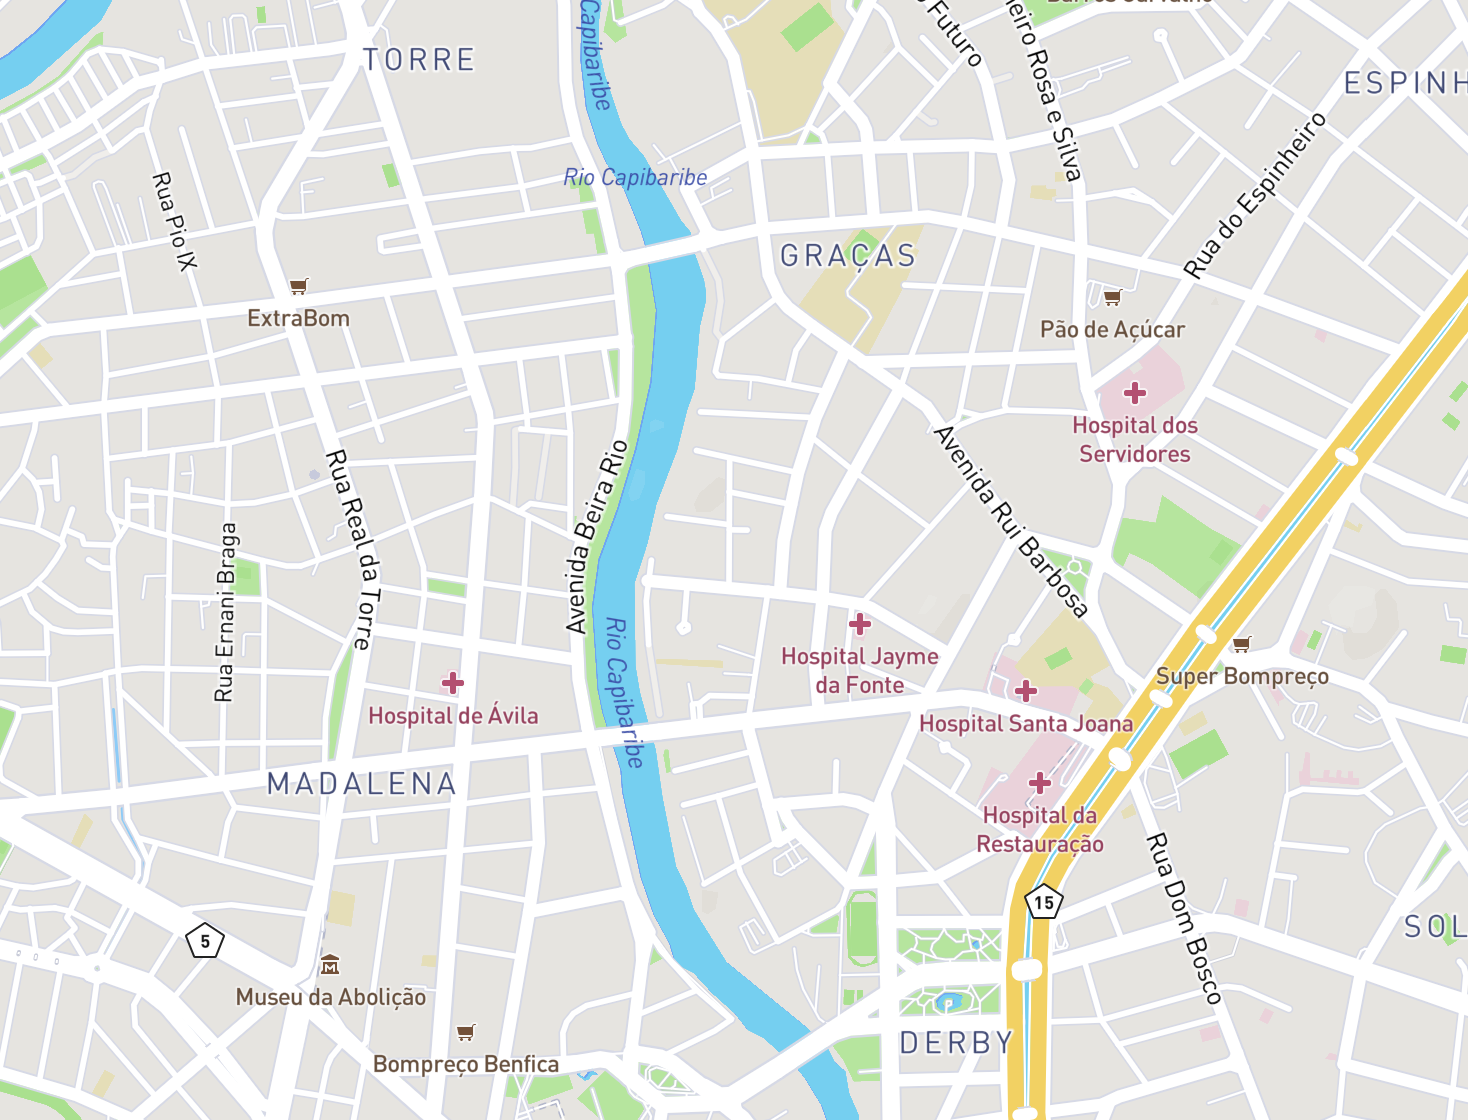 Barros Carvalho
Futuro
neiro Rosa e Silva
Capibaribe
TORRE
ESPINH
Rio Capibaribe
Rua Pio IX
Rua do Espinheiro
GRAÇAS
ExtraBom
Pão de Açúcar
Hospital dos
Servidores
Avenida Beira Rio
Avenida Rui Barbosa
Rua Real da Torre
Rua Ernani Braga
Hospital Jayme
da Fonte
Super Bompreço
Hospital de Ávila
Rio Capibaribe
Hospital Santa Joana
MADALENA
Hospital da
Restauração
Rua Dom Bosco
15
SOL
5
Museu da Abolição
DERBY
Bompreço Benfica